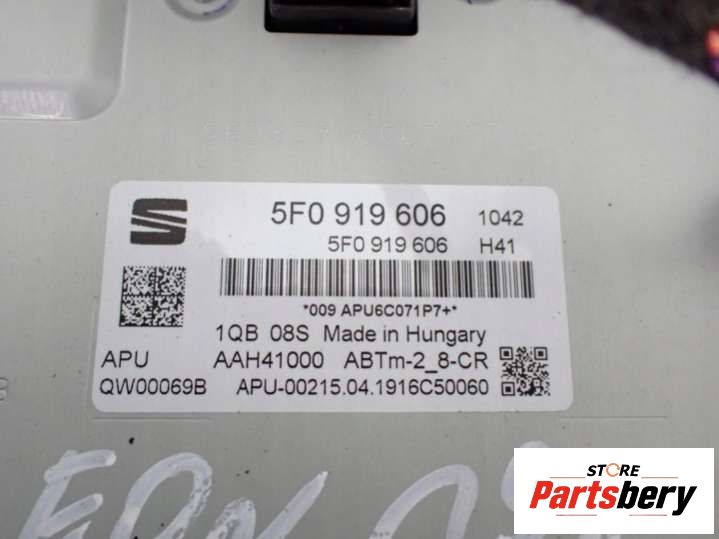 5F0 919 606 1042
5F0 919 606 H41
*009 APU6C071P7+*
1QB 08S Made in Hungary
APU AAH41000 ABTm-2_8-CR
QW00069B APU-00215.04.1916C50060
STORE
Partsbery